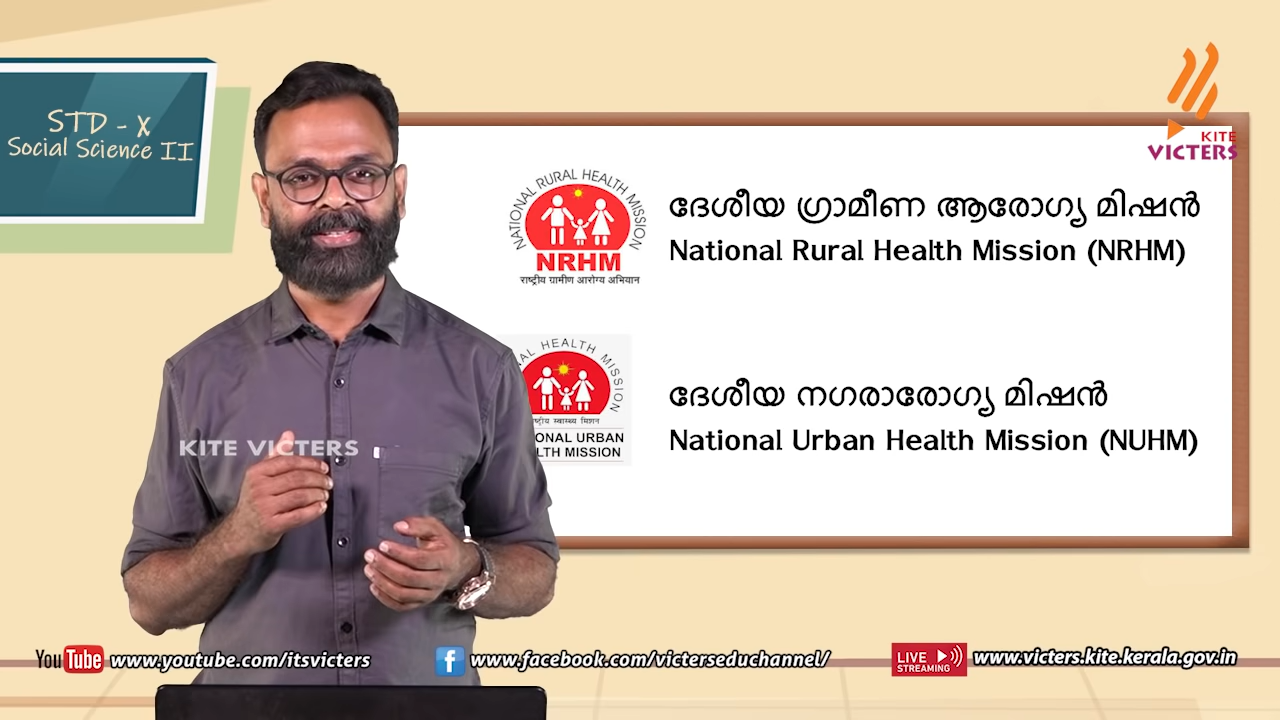 STD - X
Social Science II
KITE
VICTERS
NATIONAL RURAL HEALTH MISSION
NRHM
राष्ट्रीय ग्रामीण आरोग्य अभियान
ദേശീയ ഗ്രാമീണ ആരോഗ്യ മിഷൻ
National Rural Health Mission (NRHM)
HEALTH MISSION
स्वास्थ्य मिशन
URBAN
MISSION
ദേശീയ നഗരാരോഗ്യ മിഷൻ
National Urban Health Mission (NUHM)
KITE VICTERS
YouTube www.youtube.com/itsvicters
f www.facebook.com/victerseduchannel/
LIVE
STREAMING
www.victers.kite.kerala.gov.in